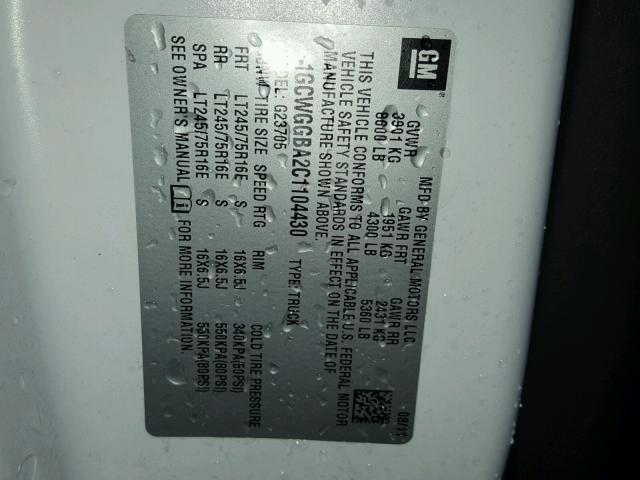 GM
MFD BY GENERAL MOTORS LLC 08/11
GVWR GAWR FRT GAWR RR
3901 KG 1951 KG 2431 KG
8600 LB 4300 LB 5360 LB
THIS VEHICLE CONFORMS TO ALL APPLICABLE U.S. FEDERAL MOTOR
VEHICLE SAFETY STANDARDS IN EFFECT ON THE DATE OF
MANUFACTURE SHOWN ABOVE.
1GCWGGBA2C1104430 TYPE: TRUCK
MODEL: G23705
TIRE SIZE SPEED RTG RIM COLD TIRE PRESSURE
FRT LT245/75R16E S 16X6.5J 340KPA(50PSI)
RR LT245/75R16E S 16X6.5J 550KPA(80PSI)
SPA LT245/75R16E S 16X6.5J 550KPA(80PSI)
SEE OWNER'S MANUAL FOR MORE INFORMATION.